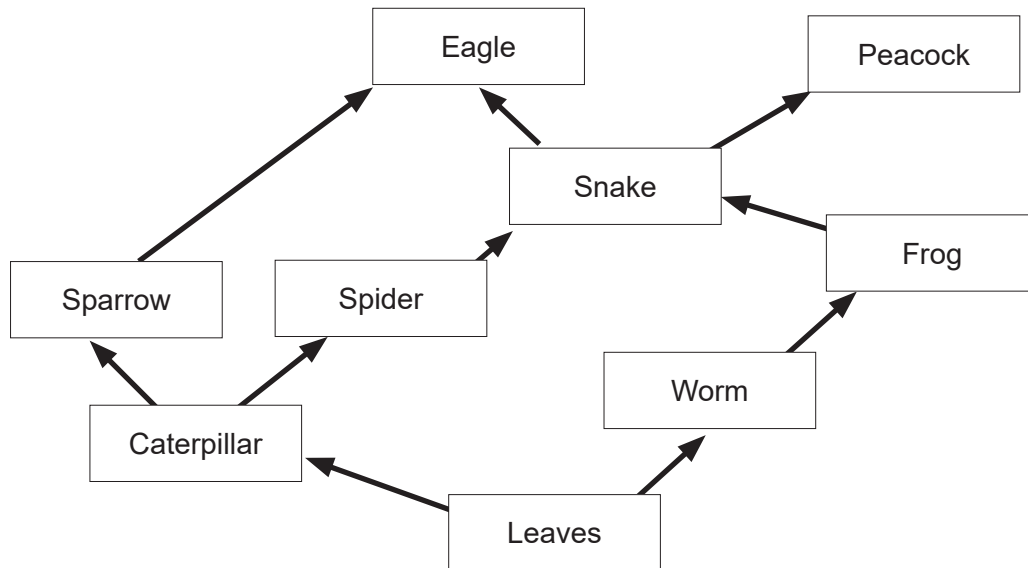 Eagle
Peacock
Snake
Frog
Sparrow
Spider
Worm
Caterpillar
Leaves